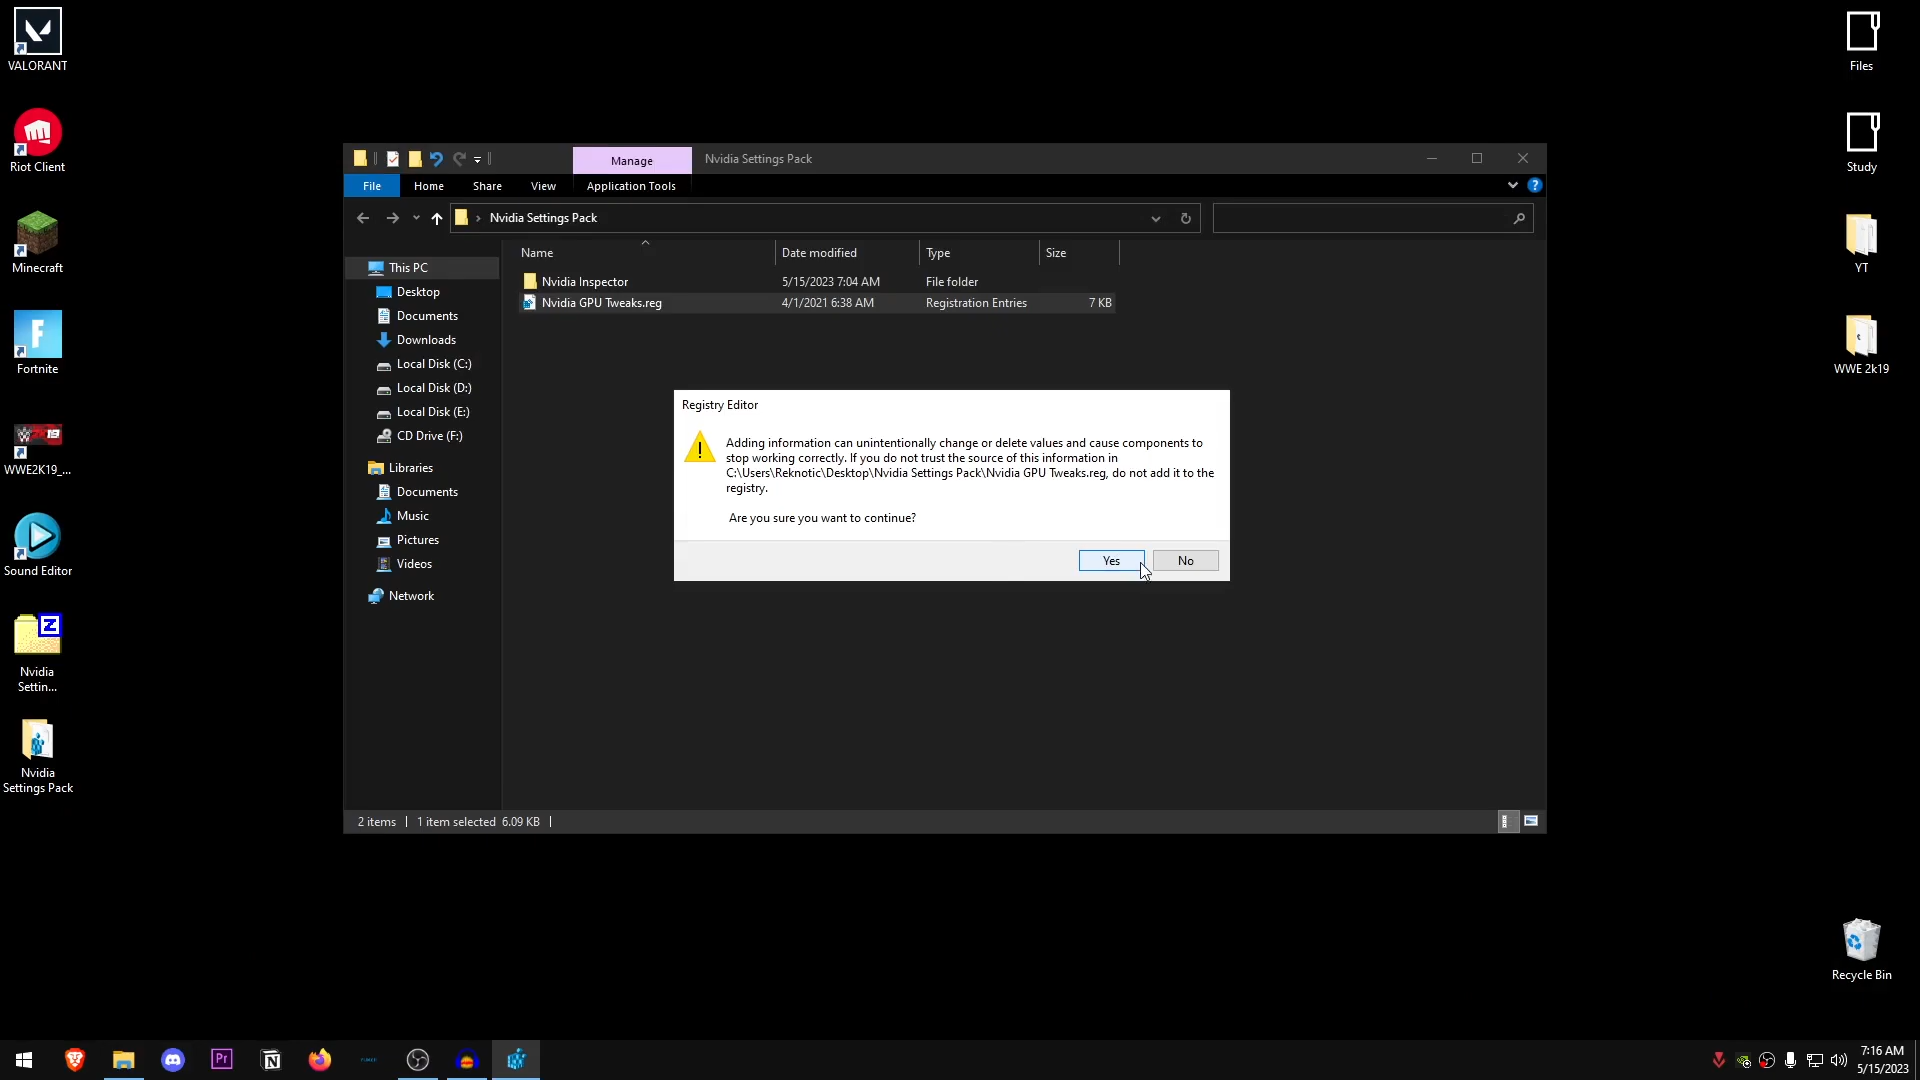 VALORANT
Riot Client
Minecraft
Fortnite
WWE2K19_...
Sound Editor
Nvidia
Settin...
Nvidia
Settings Pack
Manage
Nvidia Settings Pack
File
Home
Share
View
Application Tools
Nvidia Settings Pack
Name
Date modified
Type
Size
Nvidia Inspector
5/15/2023 7:04 AM
File folder
Nvidia GPU Tweaks.reg
4/1/2021 6:38 AM
Registration Entries
7 KB
This PC
Desktop
Documents
Downloads
Local Disk (C:)
Local Disk (D:)
Local Disk (E:)
CD Drive (F:)
Libraries
Documents
Music
Pictures
Videos
Network
Registry Editor
Adding information can unintentionally change or delete values and cause components to
stop working correctly. If you do not trust the source of this information in
C:\Users\Reknotic\Desktop\Nvidia Settings Pack\Nvidia GPU Tweaks.reg, do not add it to the
registry.
Are you sure you want to continue?
Yes
No
2 items
1 item selected 6.09 KB
Files
Study
YT
WWE 2k19
Recycle Bin
Pr
7:16 AM
5/15/2023